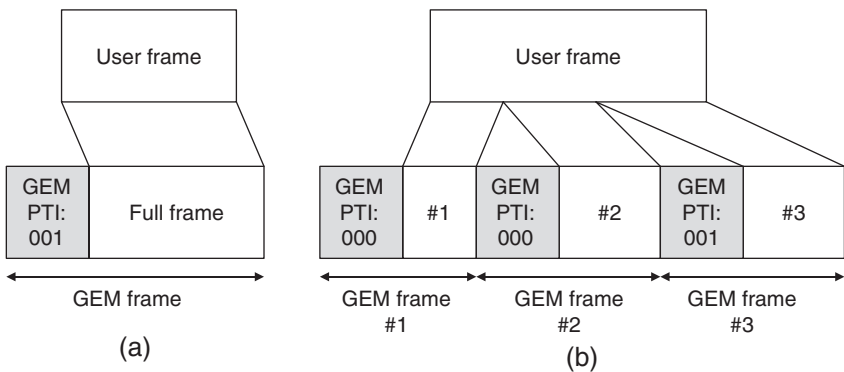 User frame
User frame
GEM
PTI:
001
Full frame
GEM
PTI:
000
#1
GEM
PTI:
000
#2
GEM
PTI:
001
#3
GEM frame
GEM frame
#1
GEM frame
#2
GEM frame
#3
(a)
(b)